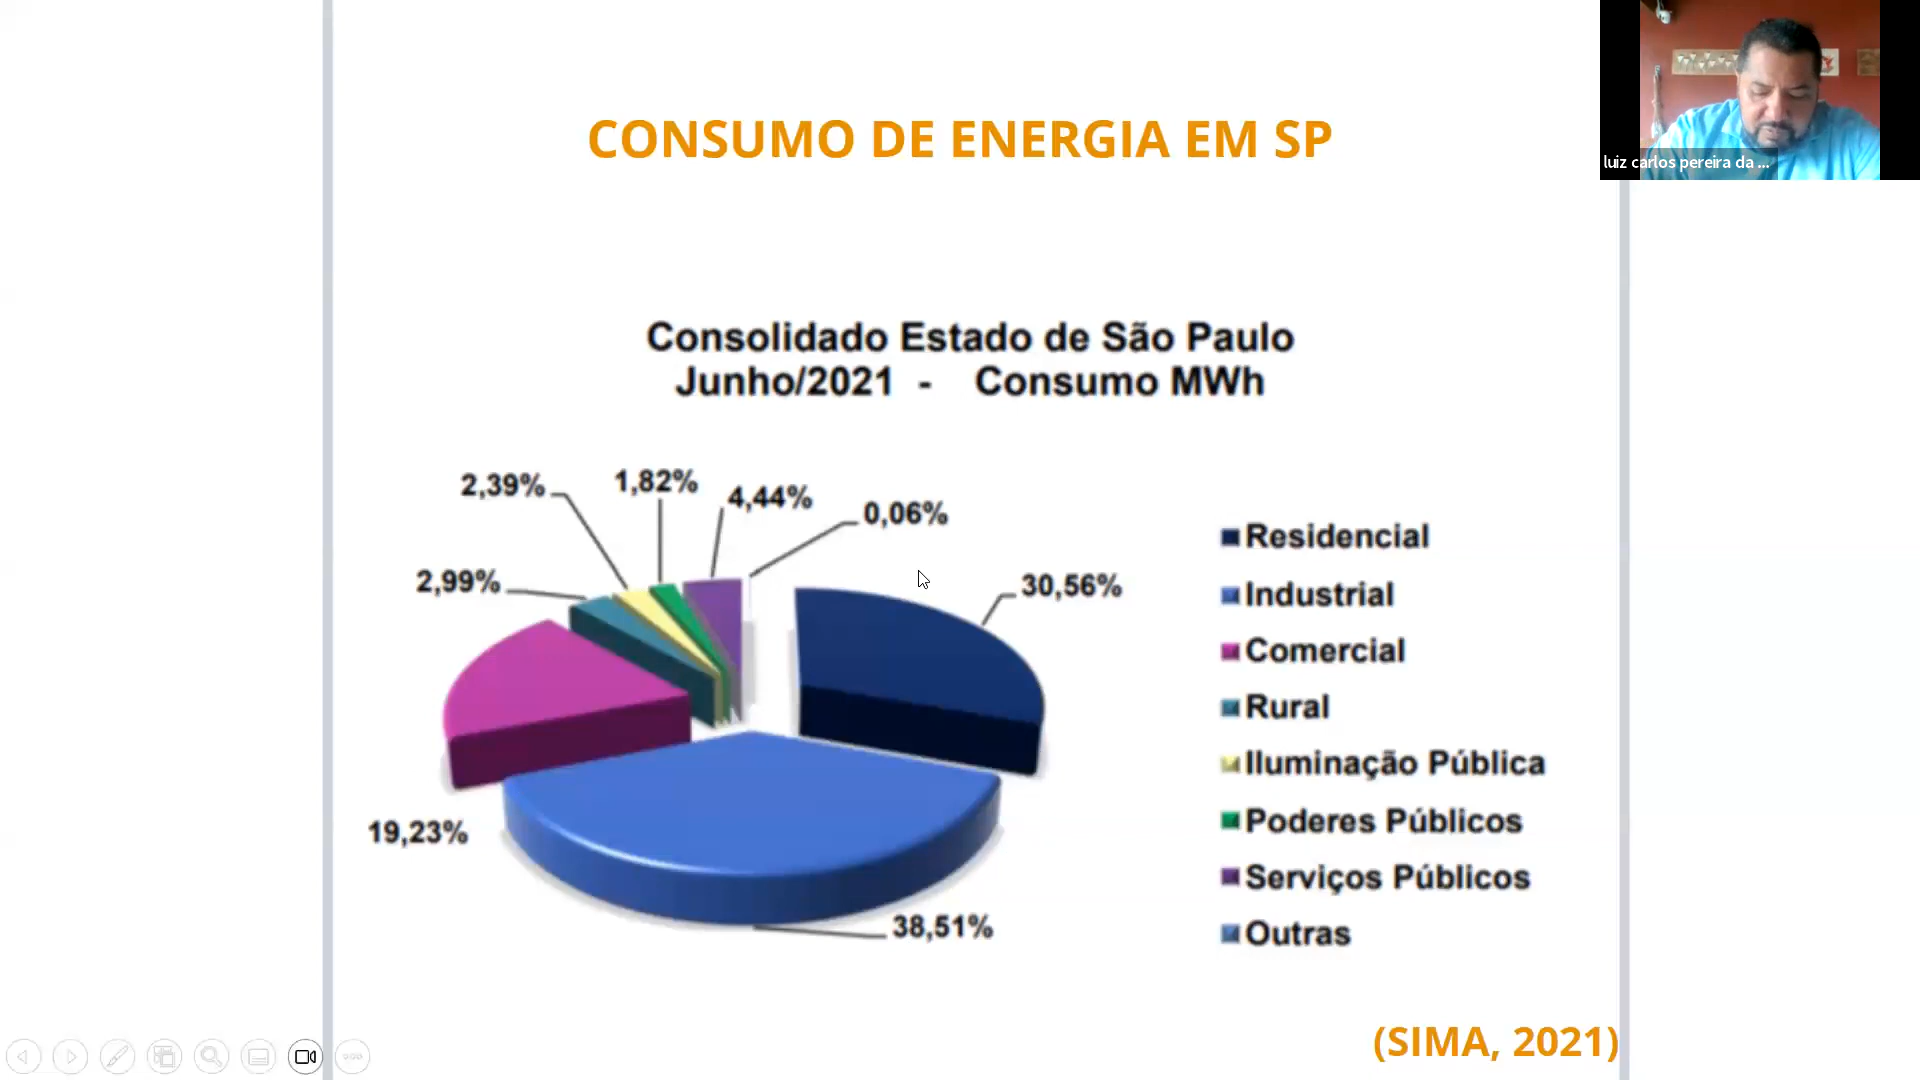 CONSUMO DE ENERGIA EM SP
luiz carlos pereira da ...
Consolidado Estado de São Paulo
Junho/2021 - Consumo MWh
2,39%
1,82%
4,44%
0,06%
2,99%
30,56%
19,23%
38,51%
Residencial
Industrial
Comercial
Rural
Iluminação Pública
Poderes Públicos
Serviços Públicos
Outras
(SIMA, 2021)